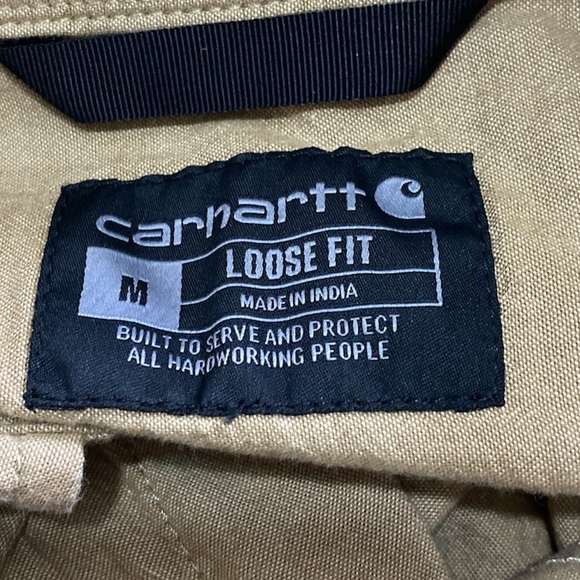 carhartt
M
LOOSE FIT
MADE IN INDIA
BUILT TO SERVE AND PROTECT
ALL HARDWORKING PEOPLE